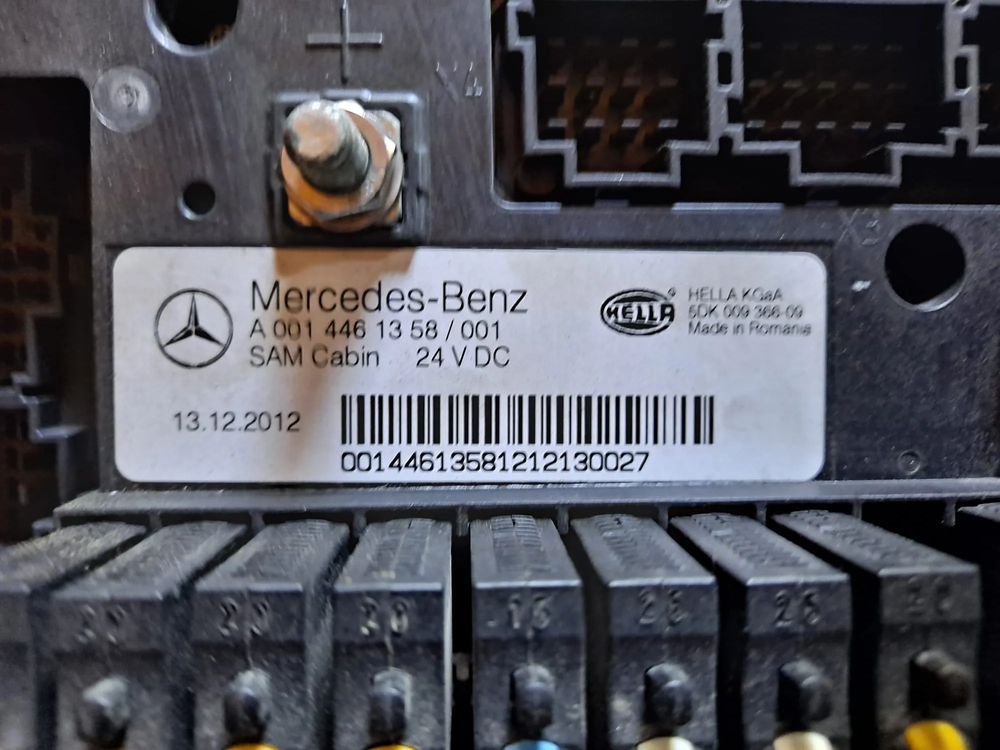 Mercedes-Benz
A 001 446 13 58 / 001
SAM Cabin 24 V DC
HELLA
HELLA KGaA
5DK 009 366-09
Made in Romania
13.12.2012
00144613581212130027